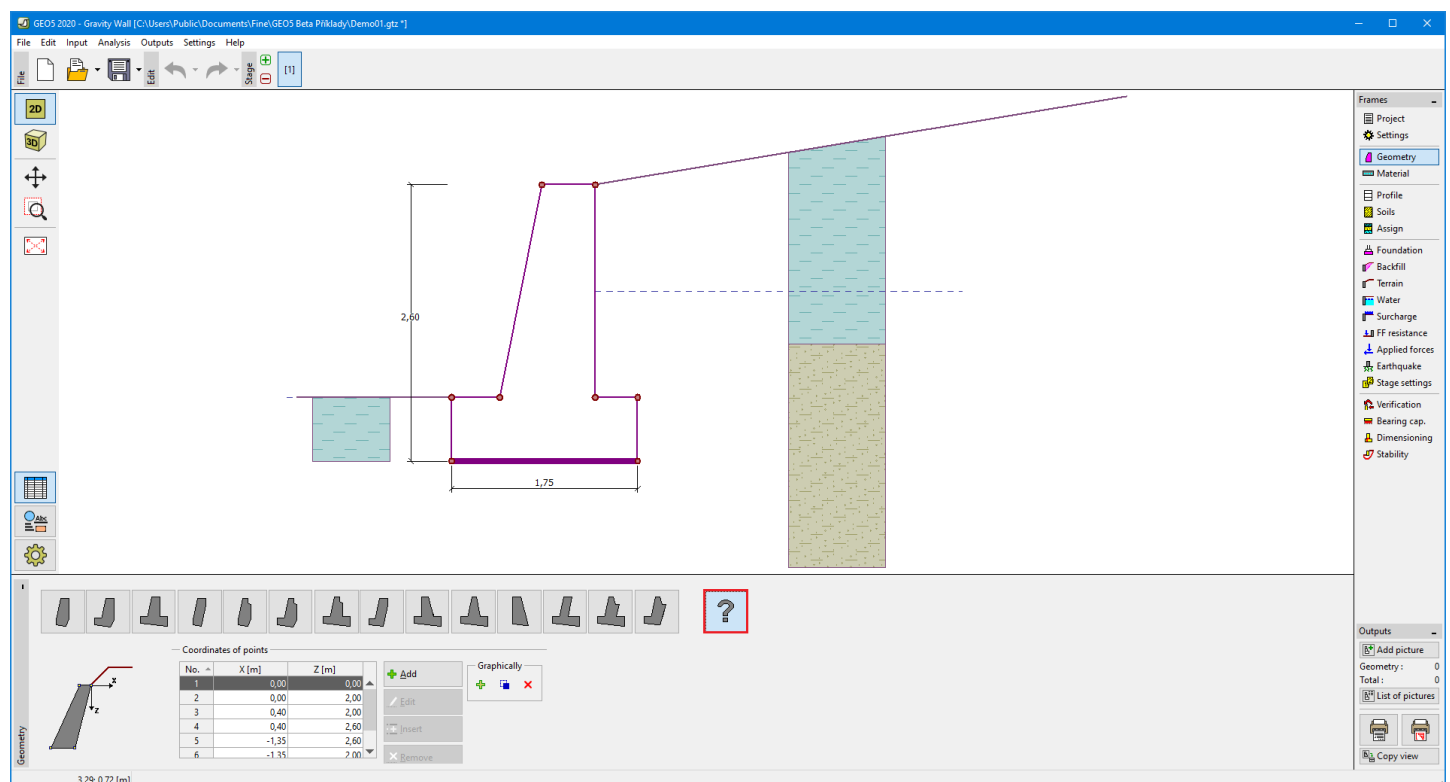 GEO5 2020 - Gravity Wall [C:\Users\Public\Documents\Fine\GEO5 Beta Příklady\Demo01.gtz *]
File Edit Input Analysis Outputs Settings Help
File
Edit
Stage
[1]
2D
3D
2,60
1,75
Abc
Frames
Project
Settings
Geometry
Material
Profile
Soils
Assign
Foundation
Backfill
Terrain
Water
Surcharge
FF resistance
Applied forces
Earthquake
Stage settings
Verification
Bearing cap.
Dimensioning
Stability
?
Geometry
x
z
Coordinates of points
No. X [m] Z [m]
1 0,00 0,00
2 0,00 2,00
3 0,40 2,00
4 0,40 2,60
5 -1,35 2,60
6 -1,35 2,00
Add
Edit
Insert
Remove
Graphically
Outputs
Add picture
Geometry : 0
Total : 0
List of pictures
Copy view
3,29; 0,72 [m]